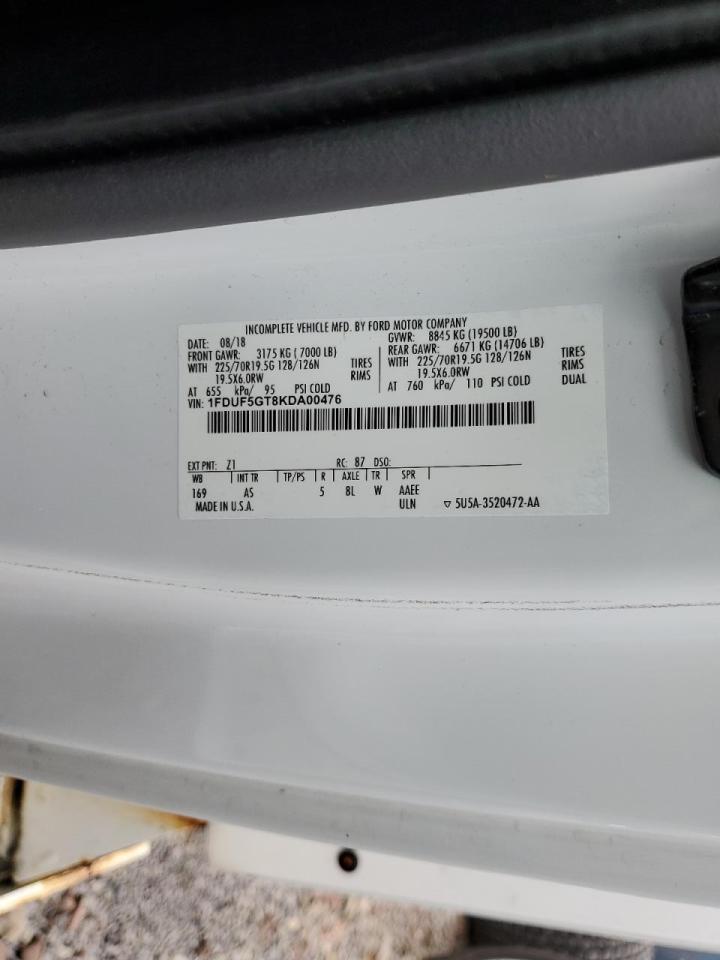 INCOMPLETE VEHICLE MFD. BY FORD MOTOR COMPANY
DATE: 08/18 GVWR: 8845 KG (19500 LB)
FRONT GAWR: 3175 KG ( 7000 LB) REAR GAWR: 6671 KG (14706 LB)
WITH 225/70R19.5G 128/126N TIRES WITH 225/70R19.5G 128/126N TIRES
19.5X6.0RW RIMS 19.5X6.0RW RIMS
AT 655 kPa/ 95 PSI COLD AT 760 kPa/ 110 PSI COLD DUAL
VIN: 1FDUF5GT8KDA00476
EXT PNT: Z1 RC: 87 DSO:
WB INT TR TP/PS R AXLE TR SPR
169 AS 5 8L W AAEE
MADE IN U.S.A. ULN ▽ 5U5A-3520472-AA